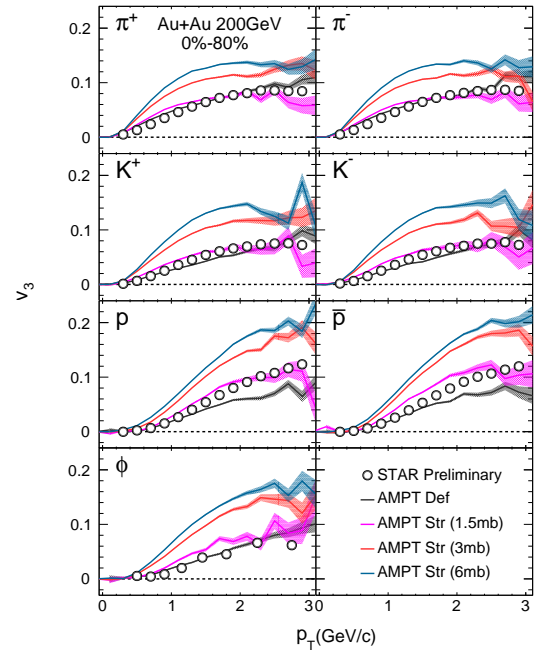 π+ Au+Au 200GeV π-
0%-80%
0.2
0.1
0
K+ K-
0.2
0.1
0
v3
p p̅
0.2
0.1
0
ϕ
0.2
0.1
0
STAR Preliminary
AMPT Def
AMPT Str (1.5mb)
AMPT Str (3mb)
AMPT Str (6mb)
0 1 2 3 0 1 2 3
pT(GeV/c)